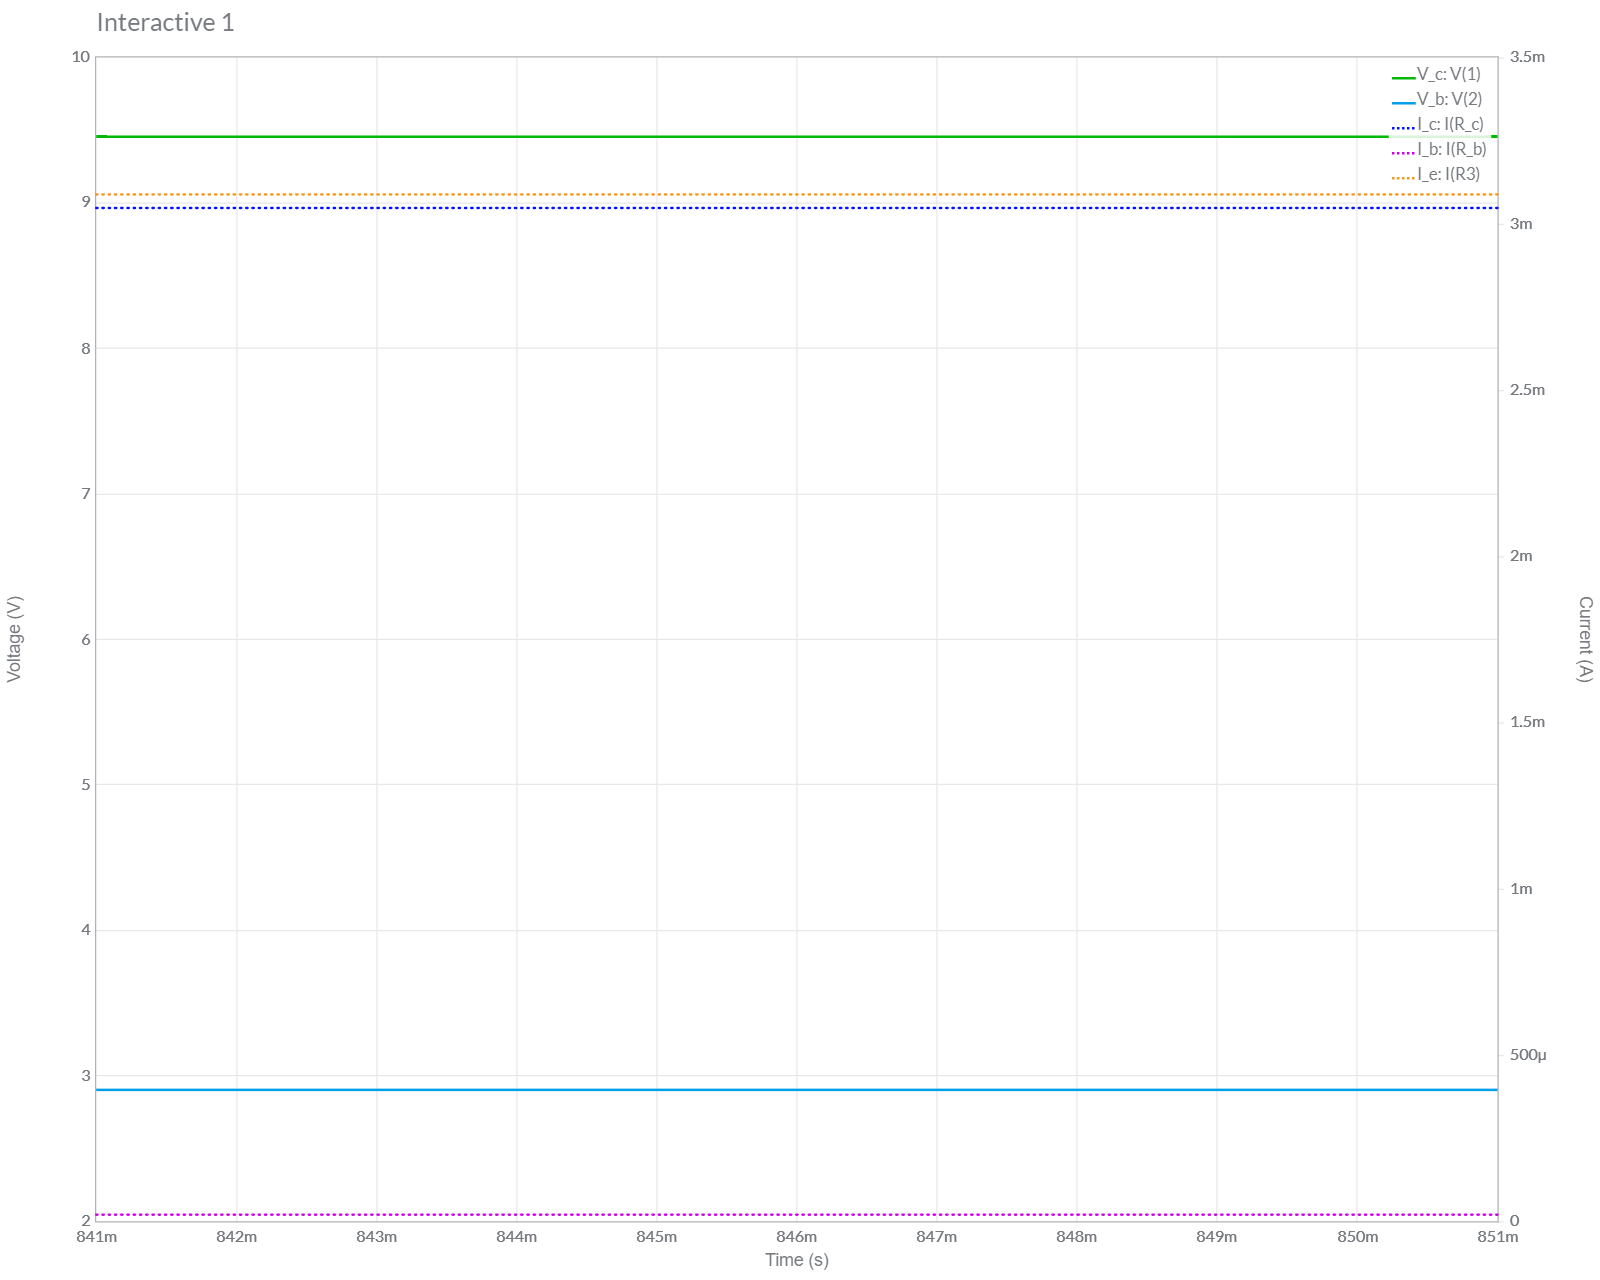 Interactive 1
10
9
8
7
6
5
4
3
2
Voltage (V)
3.5m
3m
2.5m
2m
1.5m
1m
500µ
0
Current (A)
V_c: V(1)
V_b: V(2)
I_c: I(R_c)
I_b: I(R_b)
I_e: I(R3)
841m 842m 843m 844m 845m 846m 847m 848m 849m 850m 851m
Time (s)